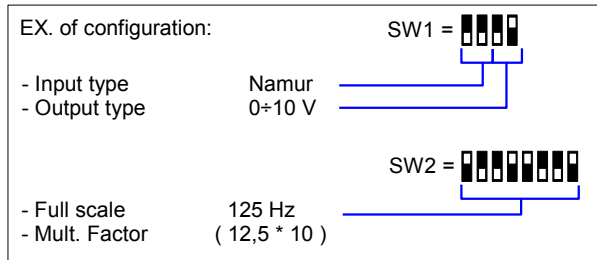 EX. of configuration: SW1 =
- Input type Namur
- Output type 0÷10 V
SW2 =
- Full scale 125 Hz
- Mult. Factor ( 12,5 * 10 )